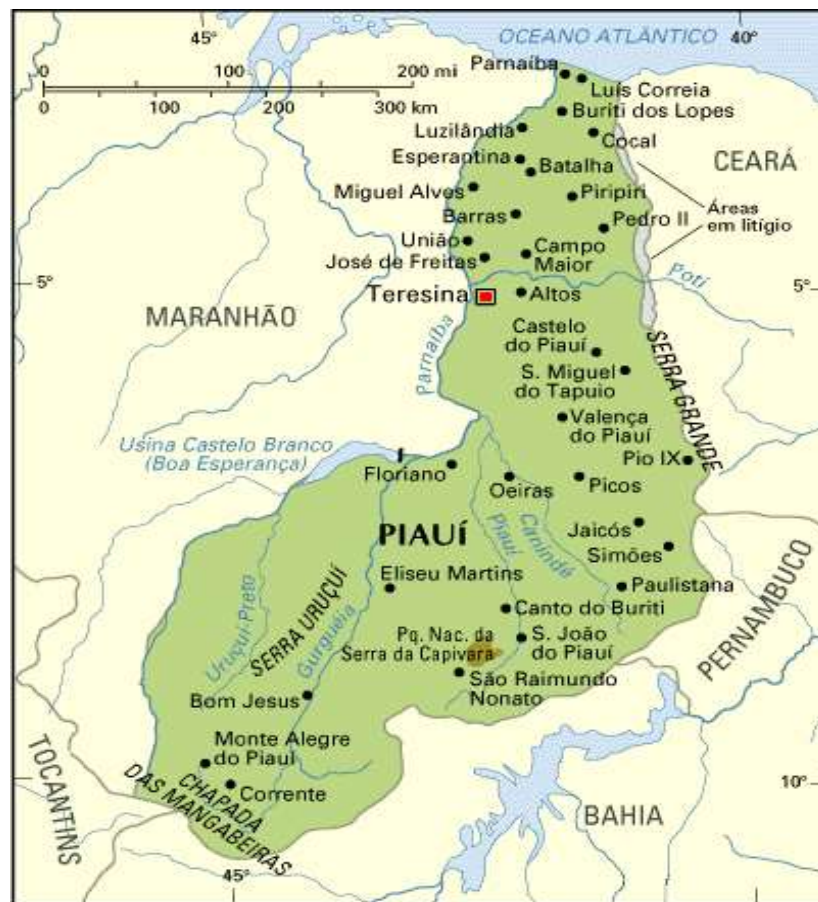 45°
40°
OCEANO ATLÂNTICO
0
100
200 mi
0
100
200
300 km
Parnaíba
Luís Correia
Buriti dos Lopes
Luzilândia
Cocal
Esperantina
Batalha
CEARÁ
Miguel Alves
Piripiri
Áreas
em litígio
Barras
Pedro II
União
Campo
Maior
José de Freitas
Poti
5°
5°
Teresina
Altos
MARANHÃO
Parnaíba
Castelo
do Piauí
SERRA GRANDE
S. Miguel
do Tapuio
Valença
do Piauí
Usina Castelo Branco
(Boa Esperança)
Pio IX
Floriano
Oeiras
Picos
PIAUÍ
Piauí
Canindé
Jaicós
Simões
Eliseu Martins
Paulistana
PERNAMBUCO
Uruçui Preto
SERRA URUÇUÍ
Gurguéia
Canto do Buriti
Pq. Nac. da
Serra da Capivara
S. João
do Piauí
São Raimundo
Nonato
Bom Jesus
Monte Alegre
do Piauí
TOCANTINS
CHAPADA
DAS MANGABEIRAS
Corrente
10°
BAHIA
45°